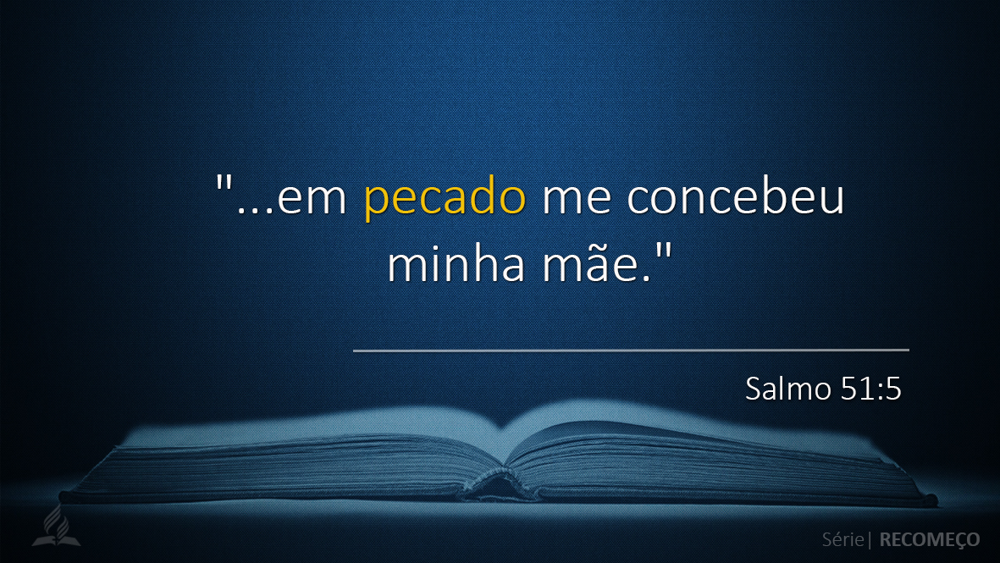 "...em pecado me concebeu
minha mãe."
Salmo 51:5
Série| RECOMEÇO